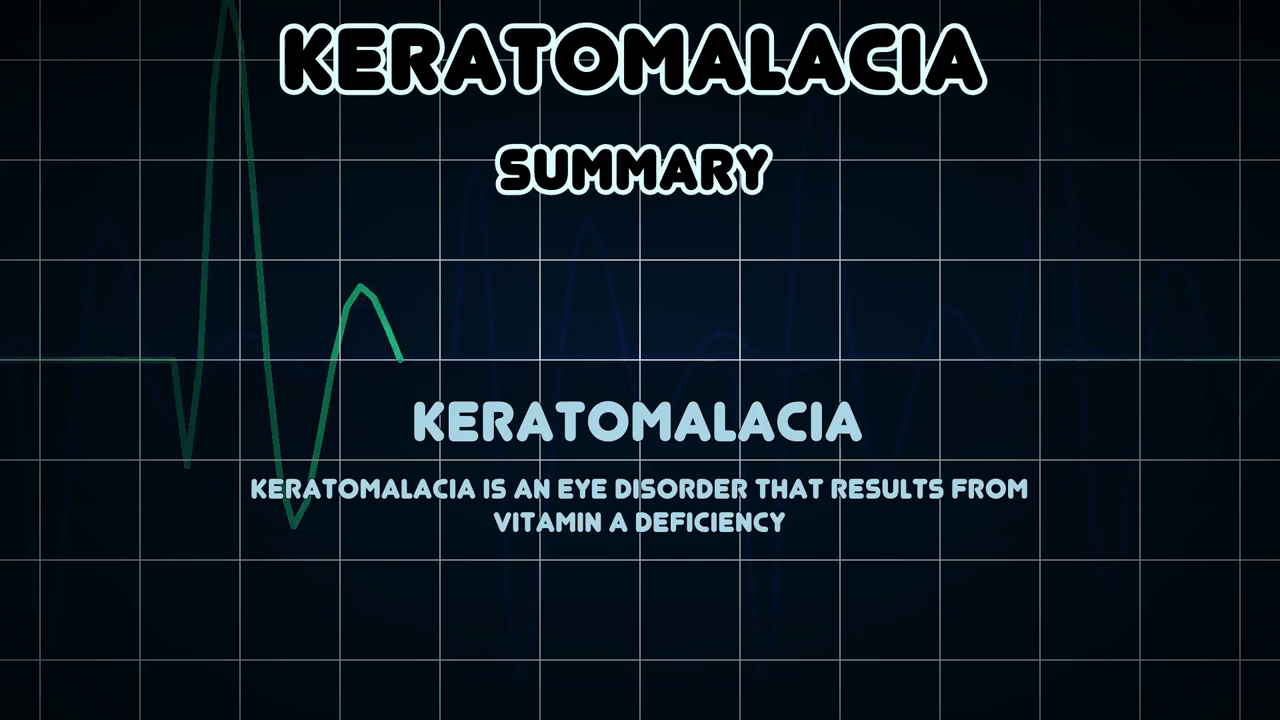 KERATOMALACIA
SUMMARY
KERATOMALACIA
KERATOMALACIA IS AN EYE DISORDER THAT RESULTS FROM
VITAMIN A DEFICIENCY